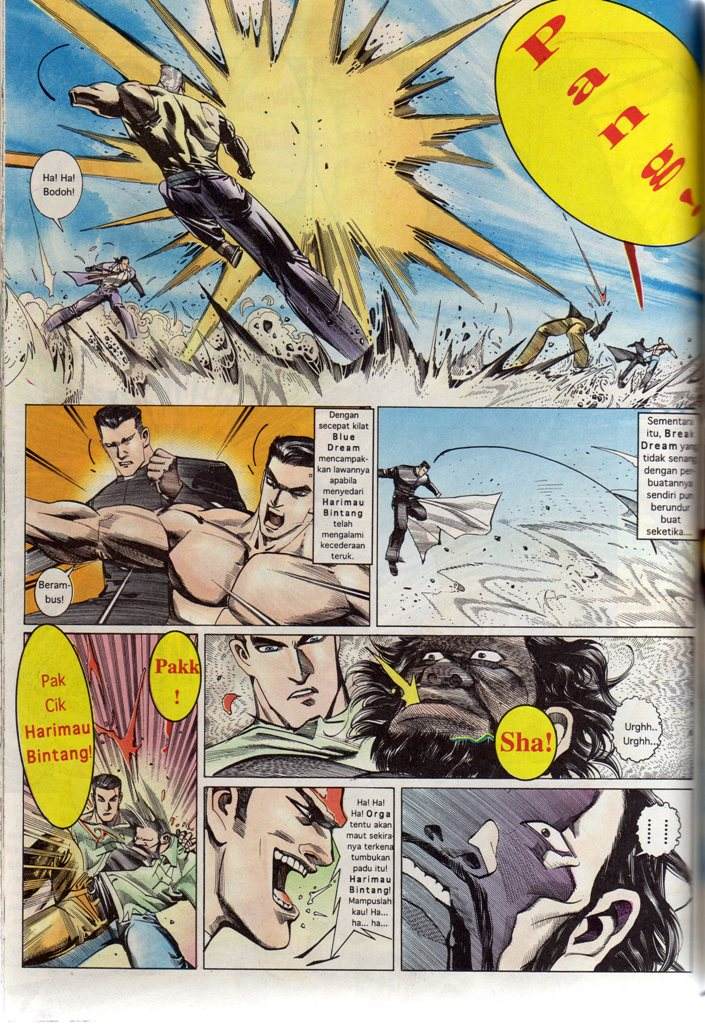 Pang!
Ha! Ha!
Bodoh!
Dengan
secepat kilat
Blue
Dream
mencampak-
kan lawannya
apabila
menyedari
Harimau
Bintang
telah
mengalami
kecederaan
teruk.
Beram-
bus!
Sementara
itu, Break
Dream yang
tidak senang
dengan per-
buatannya
sendiri pun
berundur
buat
seketika...
Pak
Cik
Harimau
Bintang!
Pakk
!
Sha!
Urghh..
Urghh...
Ha! Ha!
Ha! Orga
tentu akan
maut sekira-
nya terkena
tumbukan
padu itu!
Harimau
Bintang!
Mampuslah
kau! Ha...
ha... ha...